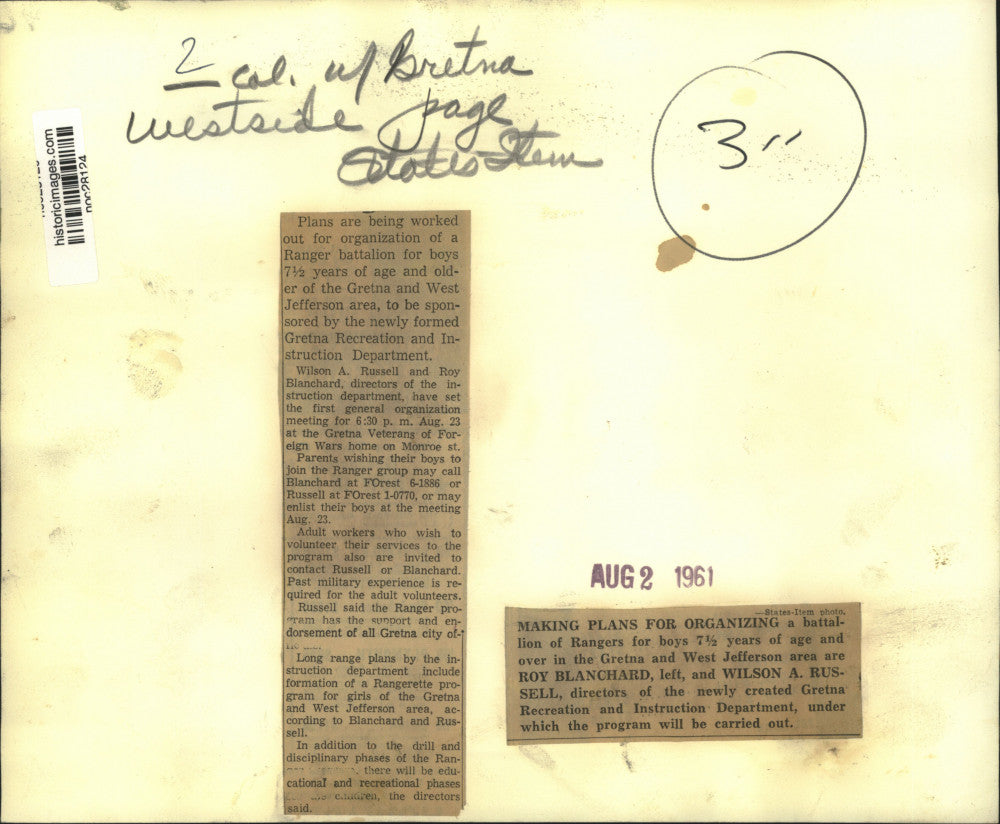 2 col. w/ Bretna
Westside page
States-Item
3"
historicimages.com
noc28124
Plans are being worked
out for organization of a
Ranger battalion for boys
7½ years of age and old-
er of the Gretna and West
Jefferson area, to be spon-
sored by the newly formed
Gretna Recreation and In-
struction Department.
Wilson A. Russell and Roy
Blanchard, directors of the in-
struction department, have set
the first general organization
meeting for 6:30 p. m. Aug. 23
at the Gretna Veterans of For-
eign Wars home on Monroe st.
Parents wishing their boys to
join the Ranger group may call
Blanchard at FOrest 6-1886 or
Russell at FOrest 1-0770, or may
enlist their boys at the meeting
Aug. 23.
Adult workers who wish to
volunteer their services to the
program also are invited to
contact Russell or Blanchard.
Past military experience is re-
quired for the adult volunteers.
Russell said the Ranger pro-
gram has the support and en-
dorsement of all Gretna city of-
Long range plans by the in-
struction department include
formation of a Rangerette pro-
gram for girls of the Gretna
and West Jefferson area, ac-
cording to Blanchard and Rus-
sell.
In addition to the drill and
disciplinary phases of the Ran-
there will be edu-
cational and recreational phases
children, the directors
said.
AUG 2 1961
—States-Item photo.
MAKING PLANS FOR ORGANIZING a battal-
lion of Rangers for boys 7½ years of age and
over in the Gretna and West Jefferson area are
ROY BLANCHARD, left, and WILSON A. RUS-
SELL, directors of the newly created Gretna
Recreation and Instruction Department, under
which the program will be carried out.